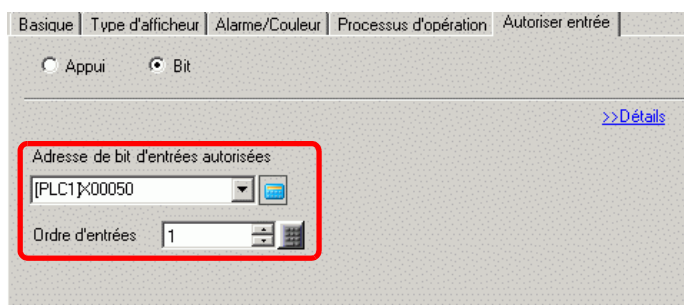 Basique Type d'afficheur Alarme/Couleur Processus d'opération Autoriser entrée
Appui Bit
>>Détails
Adresse de bit d'entrées autorisées
[PLC1]X00050
Ordre d'entrées 1